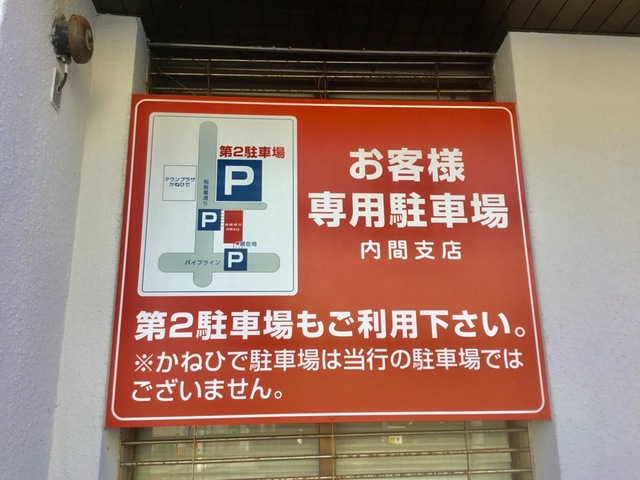 お客様
専用駐車場
内間支店
第2駐車場
タウンプラザ
かねひで
P
P
現在地
P
パイプライン
第2駐車場もご利用下さい。
※かねひで駐車場は当行の駐車場では
ございません。